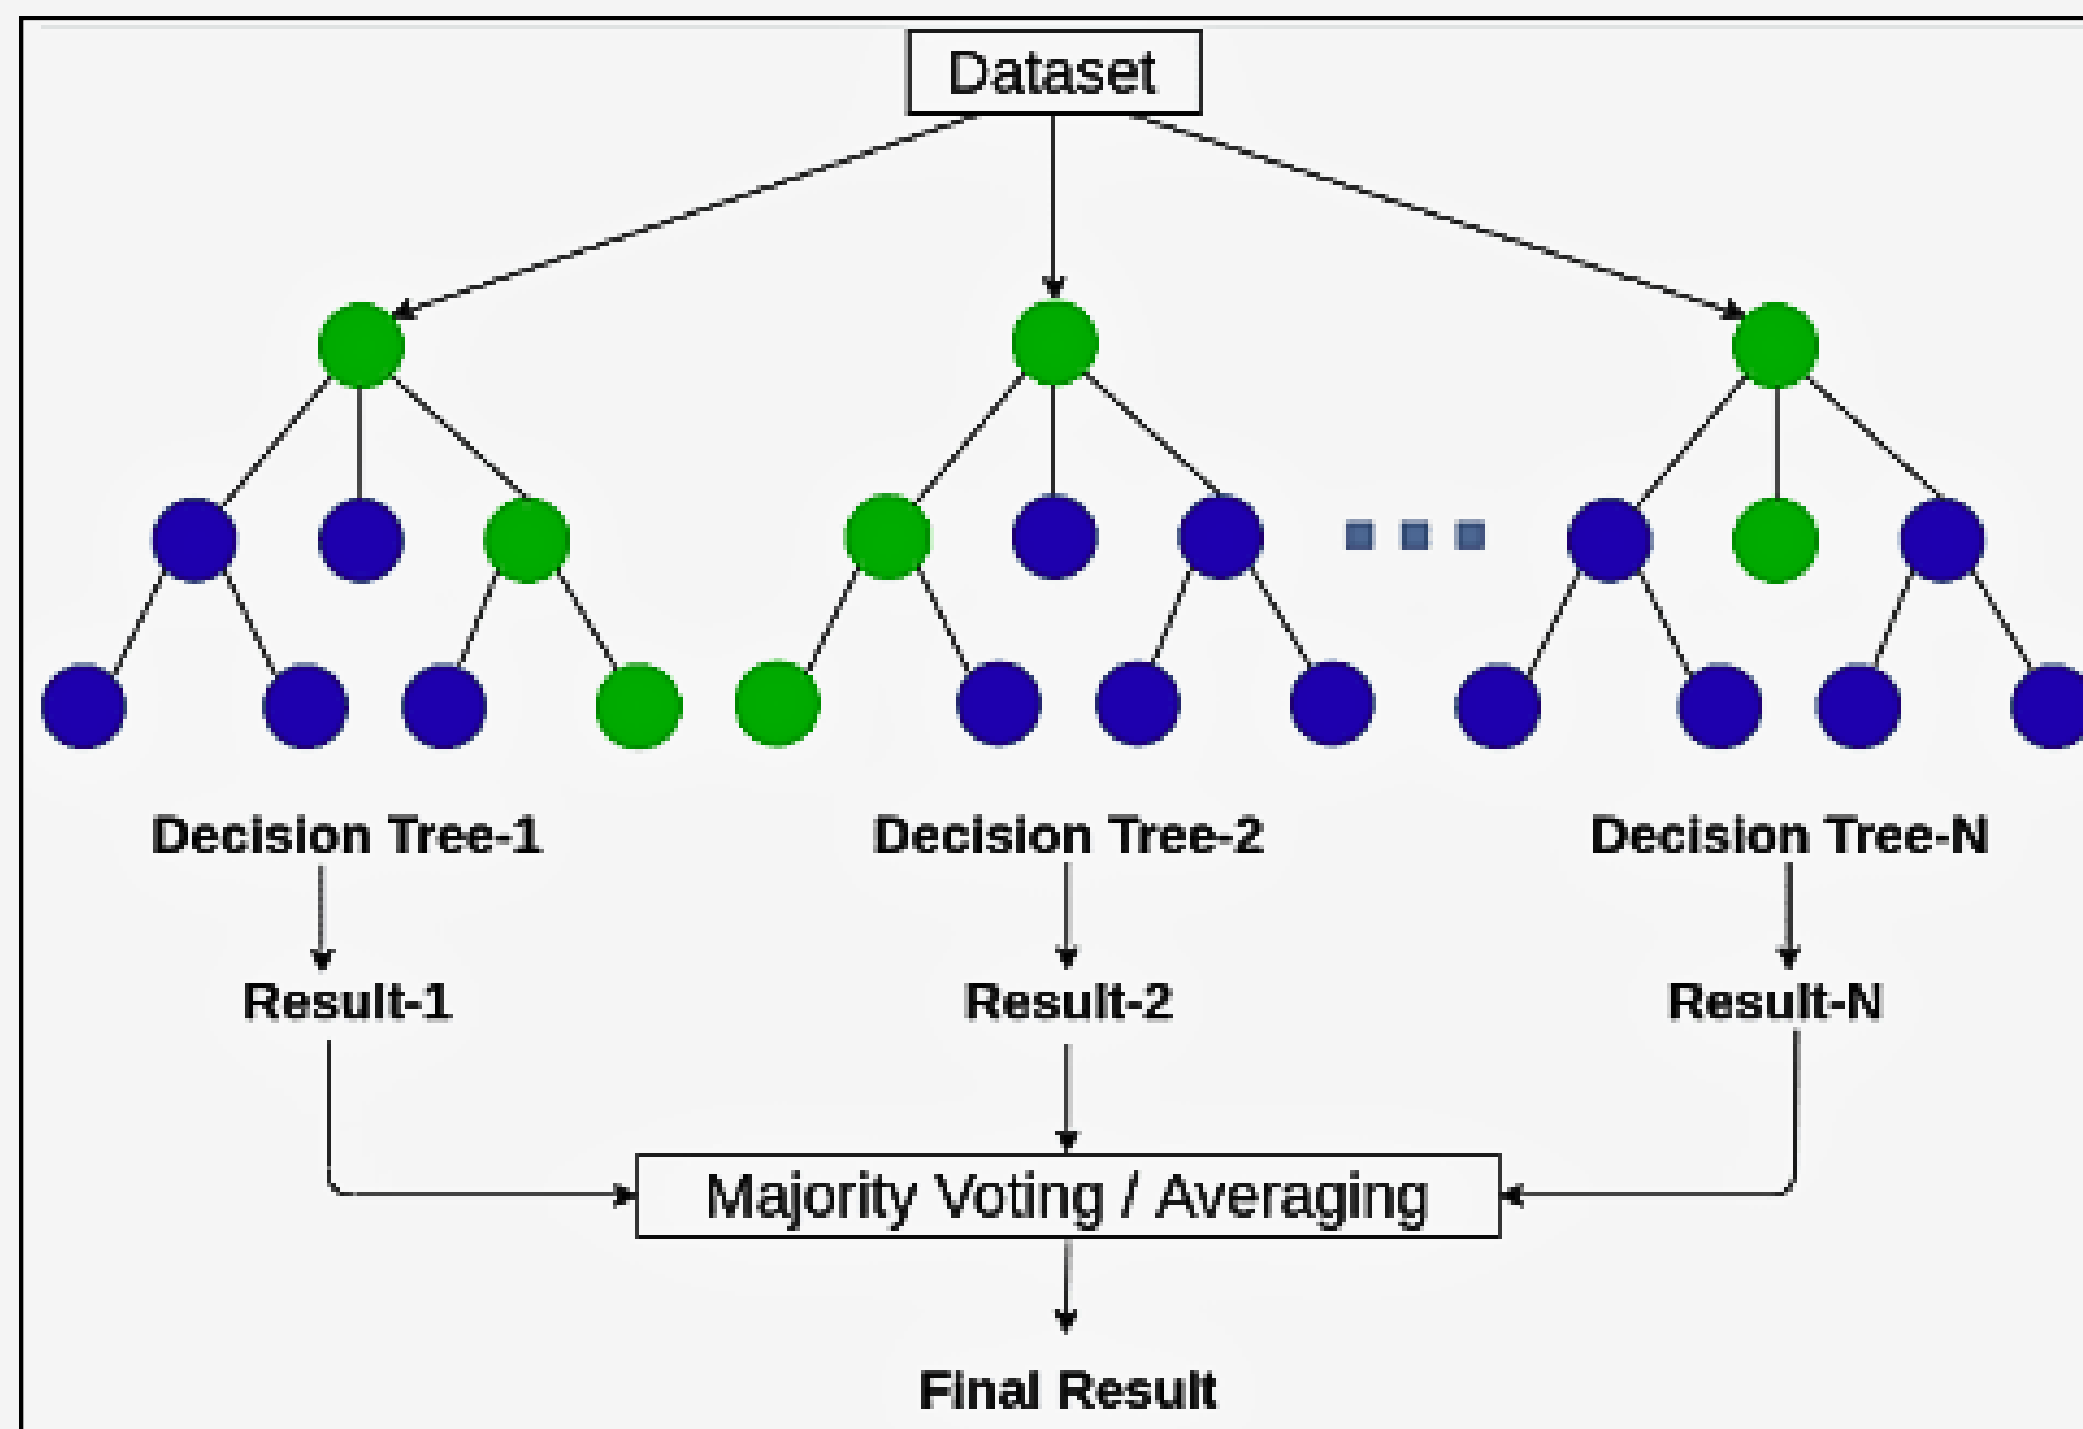 Dataset
Decision Tree-1
Decision Tree-2
Decision Tree-N
Result-1
Result-2
Result-N
Majority Voting / Averaging
Final Result